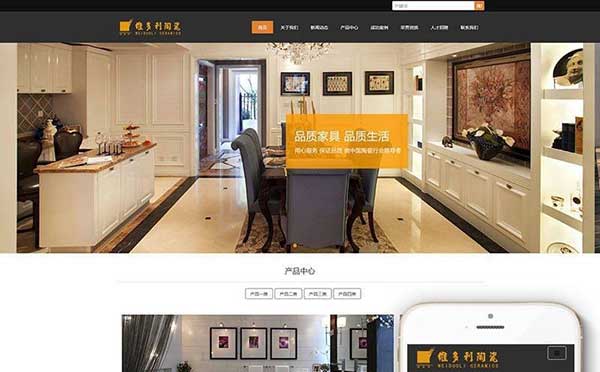 关键词
维多利陶瓷
WEIDUOLI CERAMICS
首页 关于我们 新闻动态 产品中心 成功案例 荣誉资质 人才招聘 联系我们
品质家具 品质生活
用心服务 保证品质 做中国陶瓷行业推荐者
产品中心
产品一类 产品二类 产品三类 产品四类
维多利陶瓷
WEIDUOLI CERAMICS